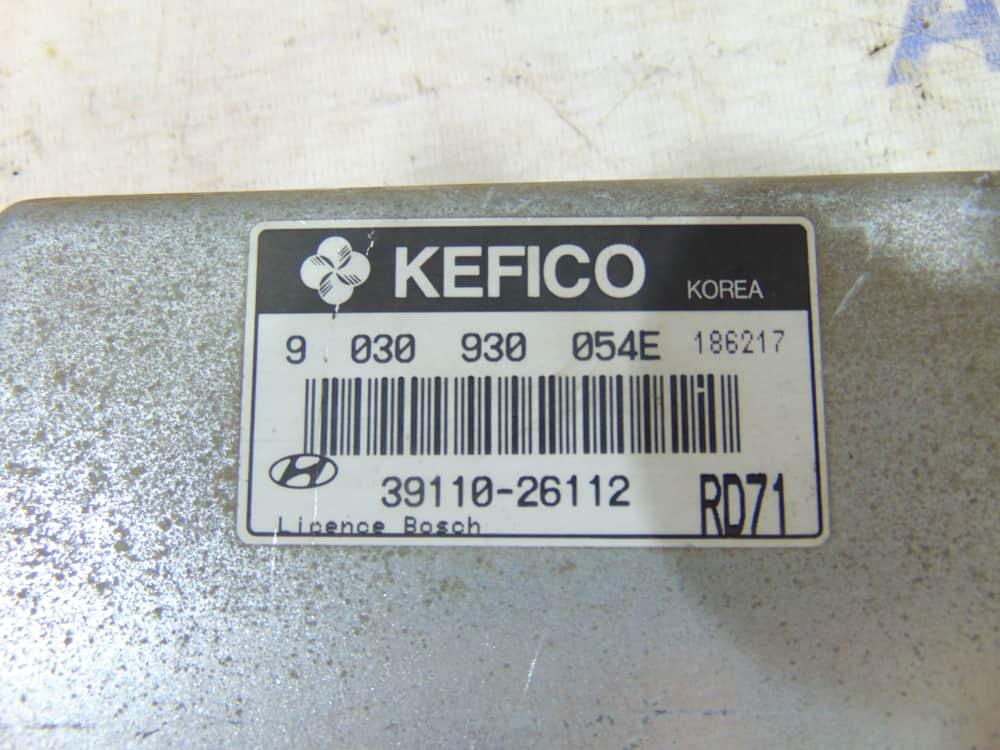 KEFICO KOREA
9 030 930 054E 186217
39110-26112 RD71
Licence Bosch